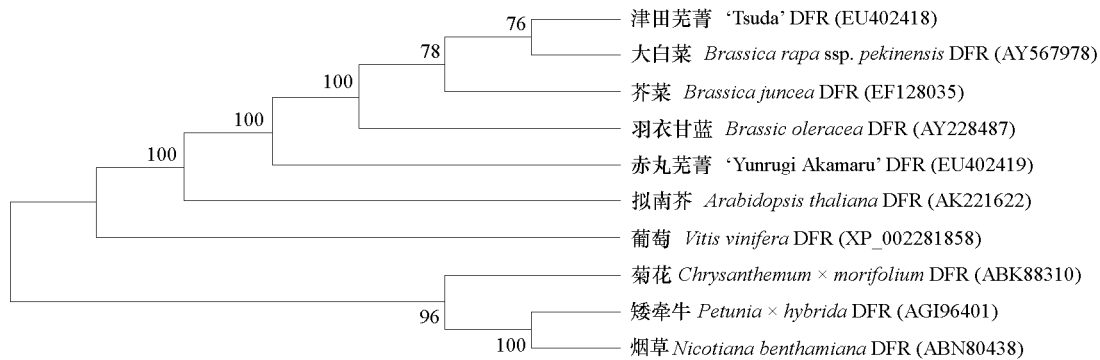 76
津田芜菁 ‘Tsuda’ DFR (EU402418)
78
大白菜 Brassica rapa ssp. pekinensis DFR (AY567978)
100
芥菜 Brassica juncea DFR (EF128035)
100
羽衣甘蓝 Brassic oleracea DFR (AY228487)
100
赤丸芜菁 ‘Yunrugi Akamaru’ DFR (EU402419)
拟南芥 Arabidopsis thaliana DFR (AK221622)
葡萄 Vitis vinifera DFR (XP_002281858)
菊花 Chrysanthemum × morifolium DFR (ABK88310)
96
矮牵牛 Petunia × hybrida DFR (AGI96401)
100
烟草 Nicotiana benthamiana DFR (ABN80438)